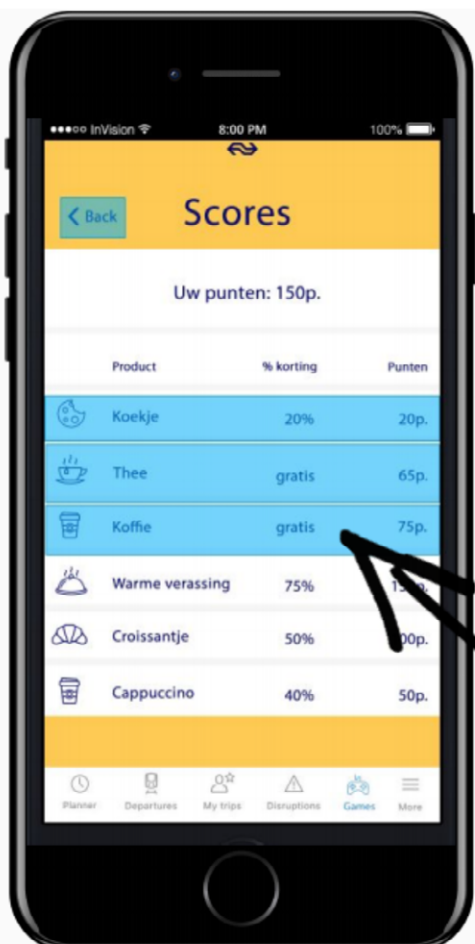 InVision 8:00 PM 100%
Back Scores
Uw punten: 150p.
Product % korting Punten
Koekje 20% 20p.
Thee gratis 65p.
Koffie gratis 75p.
Warme verassing 75%
Croissantje 50%
Cappuccino 40% 50p.
Planner Departures My trips Disruptions Games More